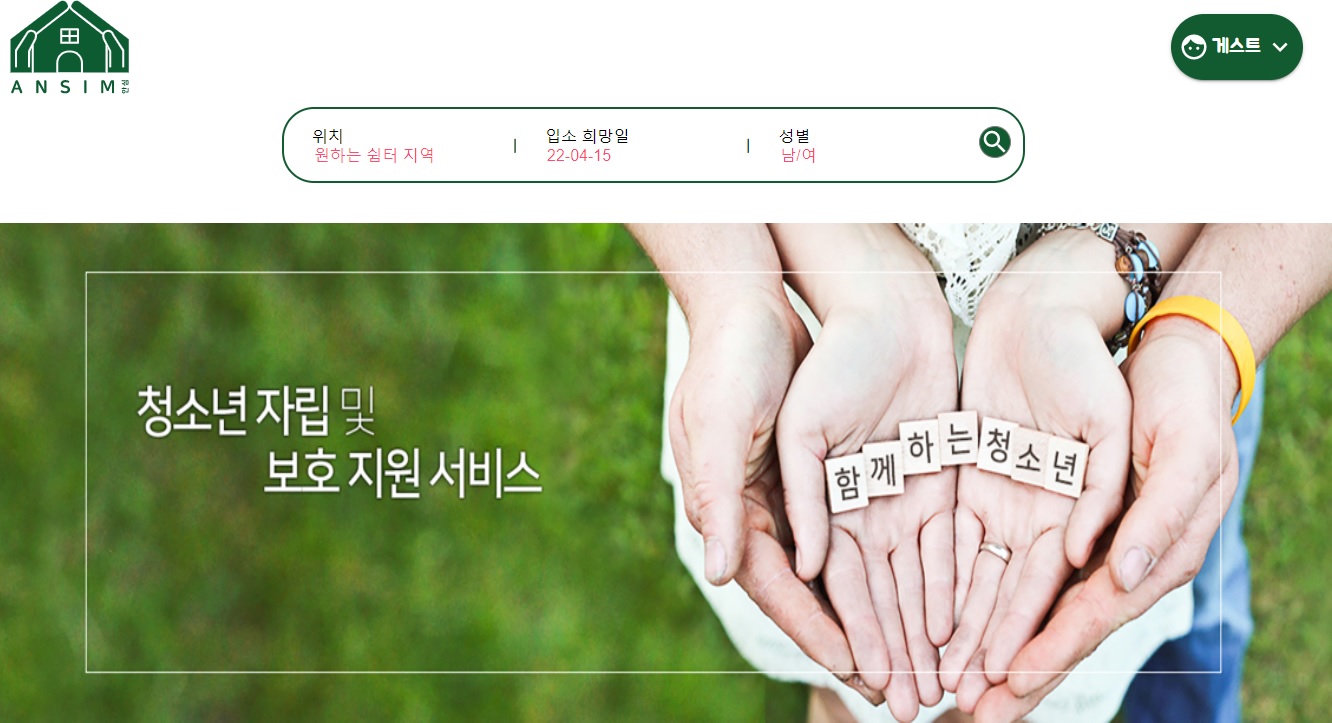 ANSIM 안심
게스트
위치
원하는 쉼터 지역
|
입소 희망일
22-04-15
|
성별
남/여
청소년 자립 및
보호 지원 서비스
함께하는청소년